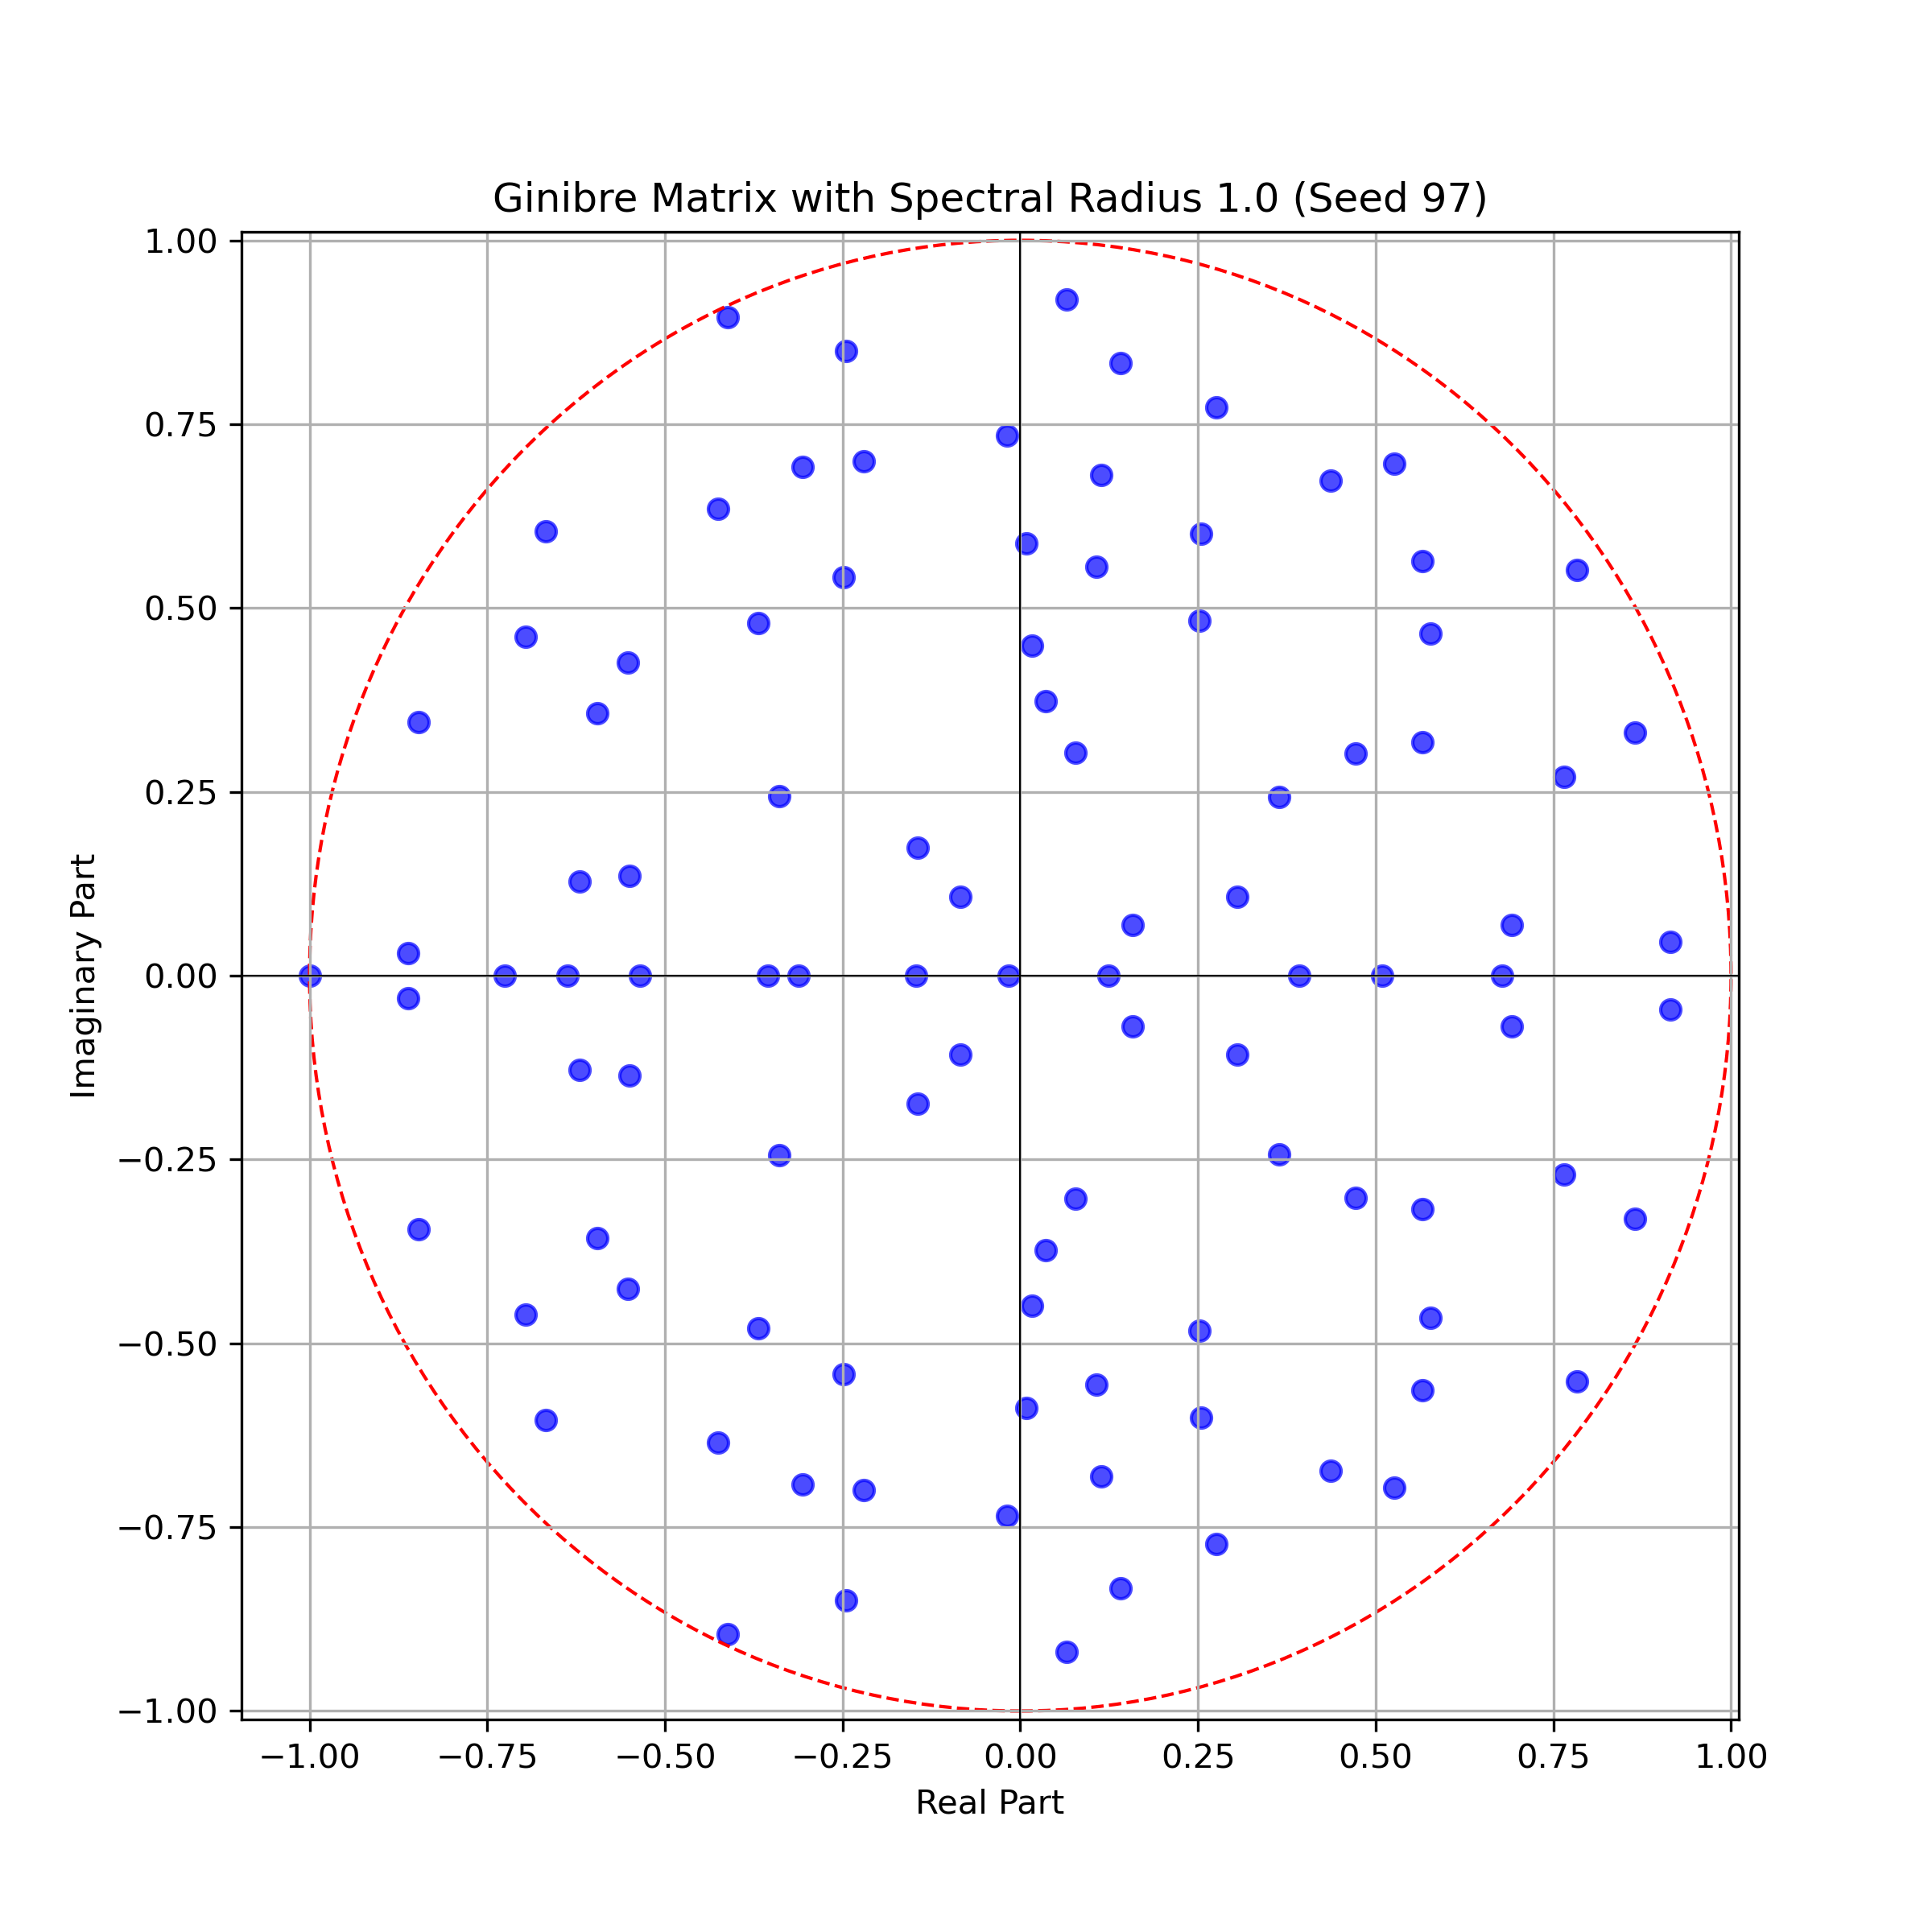 Ginibre Matrix with Spectral Radius 1.0 (Seed 97)
1.00
0.75
0.50
0.25
0.00
−0.25
−0.50
−0.75
−1.00
Imaginary Part
−1.00 −0.75 −0.50 −0.25 0.00 0.25 0.50 0.75 1.00
Real Part